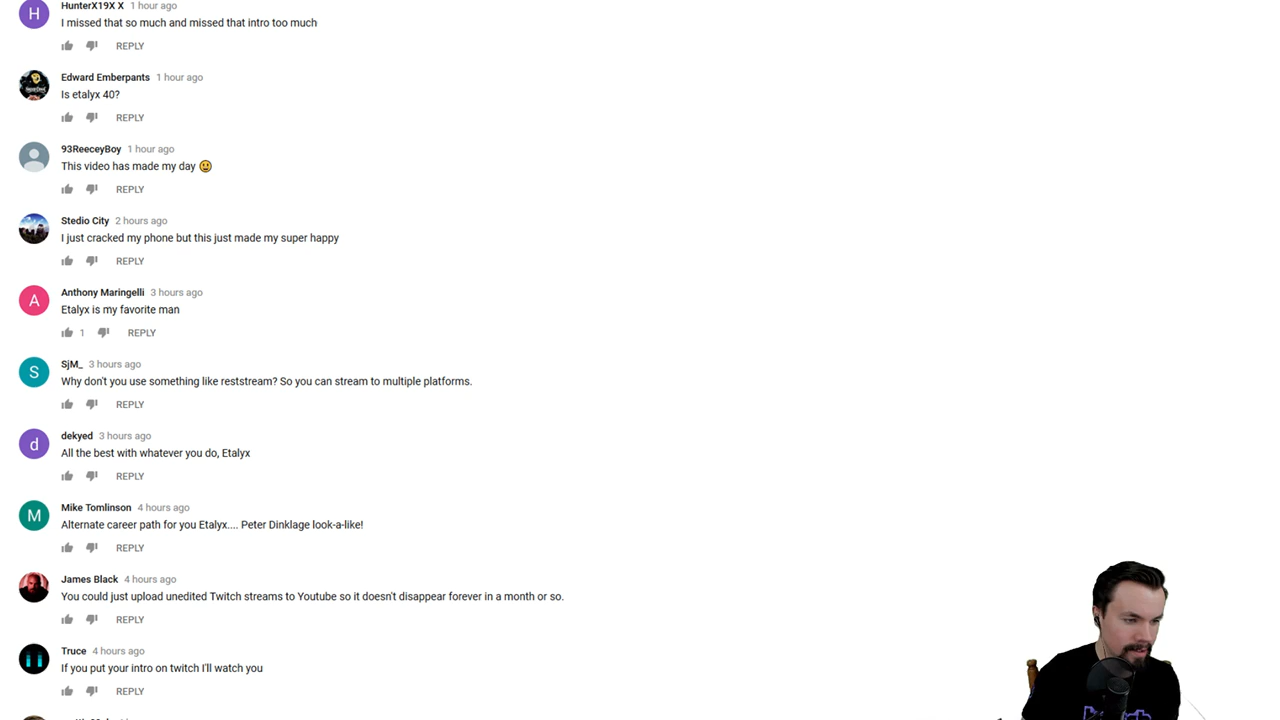 H
HunterX19X X 1 hour ago
I missed that so much and missed that intro too much
REPLY
Edward Emberpants 1 hour ago
Is etalyx 40?
REPLY
93ReeceyBoy 1 hour ago
This video has made my day 🙂
REPLY
Stedio City 2 hours ago
I just cracked my phone but this just made my super happy
REPLY
A
Anthony Maringelli 3 hours ago
Etalyx is my favorite man
1 REPLY
S
SjM_ 3 hours ago
Why don't you use something like reststream? So you can stream to multiple platforms.
REPLY
d
dekyed 3 hours ago
All the best with whatever you do, Etalyx
REPLY
M
Mike Tomlinson 4 hours ago
Alternate career path for you Etalyx.... Peter Dinklage look-a-like!
REPLY
James Black 4 hours ago
You could just upload unedited Twitch streams to Youtube so it doesn't disappear forever in a month or so.
REPLY
Truce 4 hours ago
If you put your intro on twitch I'll watch you
REPLY